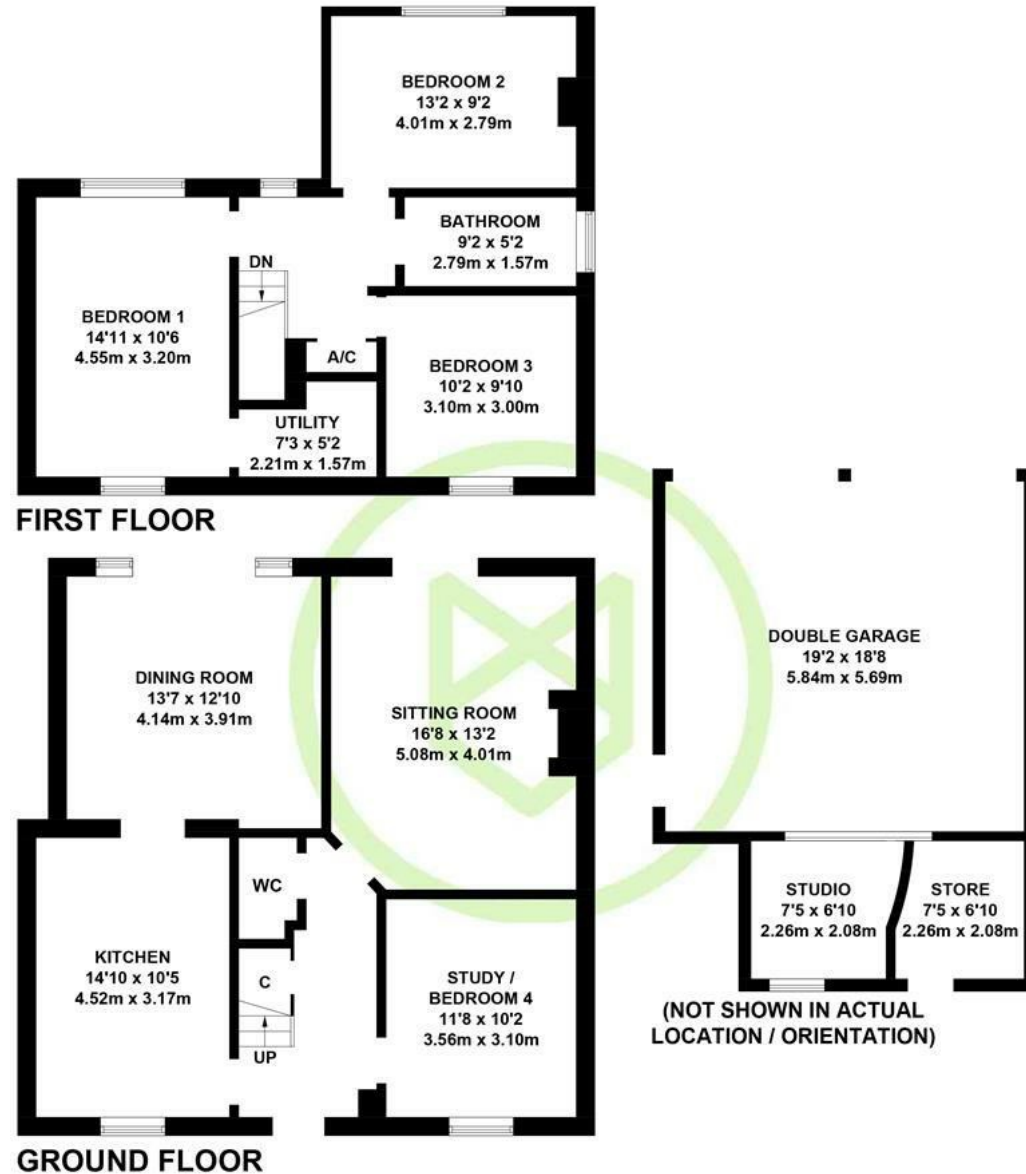 BEDROOM 2
13'2 x 9'2
4.01m x 2.79m
BATHROOM
9'2 x 5'2
2.79m x 1.57m
DN
BEDROOM 1
14'11 x 10'6
4.55m x 3.20m
A/C
BEDROOM 3
10'2 x 9'10
3.10m x 3.00m
UTILITY
7'3 x 5'2
2.21m x 1.57m
FIRST FLOOR
DINING ROOM
13'7 x 12'10
4.14m x 3.91m
SITTING ROOM
16'8 x 13'2
5.08m x 4.01m
WC
KITCHEN
14'10 x 10'5
4.52m x 3.17m
C
UP
STUDY /
BEDROOM 4
11'8 x 10'2
3.56m x 3.10m
GROUND FLOOR
DOUBLE GARAGE
19'2 x 18'8
5.84m x 5.69m
STUDIO
7'5 x 6'10
2.26m x 2.08m
STORE
7'5 x 6'10
2.26m x 2.08m
(NOT SHOWN IN ACTUAL
LOCATION / ORIENTATION)